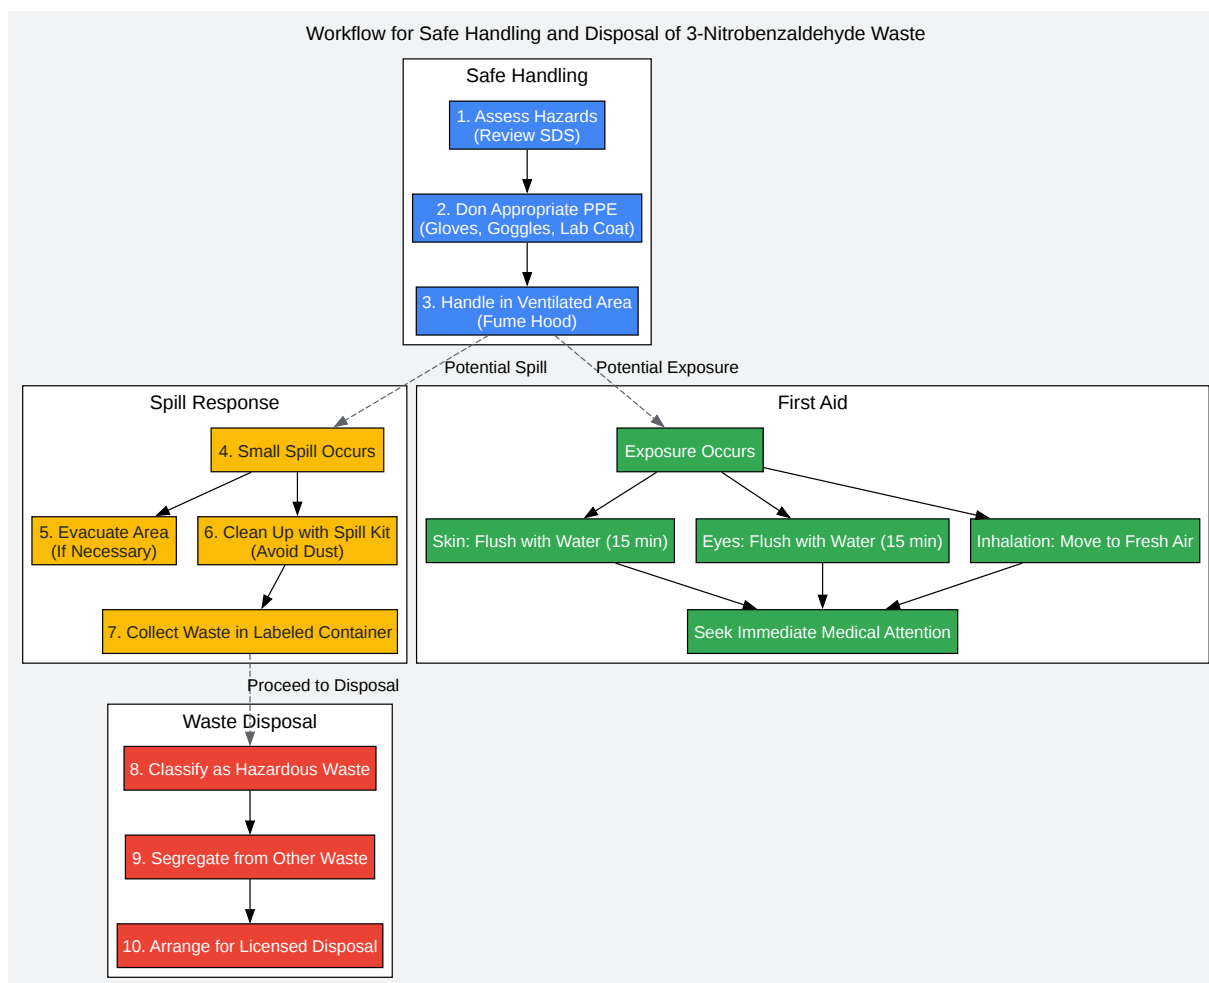 Workflow for Safe Handling and Disposal of 3-Nitrobenzaldehyde Waste
Safe Handling
1. Assess Hazards
(Review SDS)
2. Don Appropriate PPE
(Gloves, Goggles, Lab Coat)
3. Handle in Ventilated Area
(Fume Hood)
Potential Spill
Potential Exposure
Spill Response
4. Small Spill Occurs
5. Evacuate Area
(If Necessary)
6. Clean Up with Spill Kit
(Avoid Dust)
7. Collect Waste in Labeled Container
First Aid
Exposure Occurs
Skin: Flush with Water (15 min)
Eyes: Flush with Water (15 min)
Inhalation: Move to Fresh Air
Seek Immediate Medical Attention
Proceed to Disposal
Waste Disposal
8. Classify as Hazardous Waste
9. Segregate from Other Waste
10. Arrange for Licensed Disposal